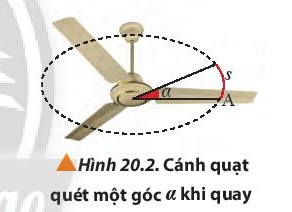 s
α
A
Hình 20.2. Cánh quạt
quét một góc α khi quay